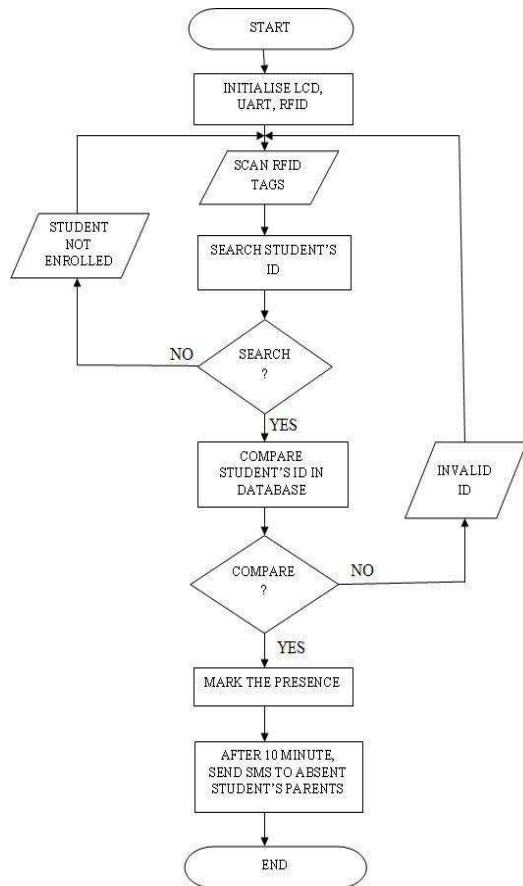 START
INITIALISE LCD,
UART, RFID
SCAN RFID
TAGS
STUDENT
NOT
ENROLLED
SEARCH STUDENT'S
ID
NO
SEARCH
?
YES
COMPARE
STUDENT'S ID IN
DATABASE
INVALID
ID
COMPARE
?
NO
YES
MARK THE PRESENCE
AFTER 10 MINUTE,
SEND SMS TO ABSENT
STUDENT'S PARENTS
END